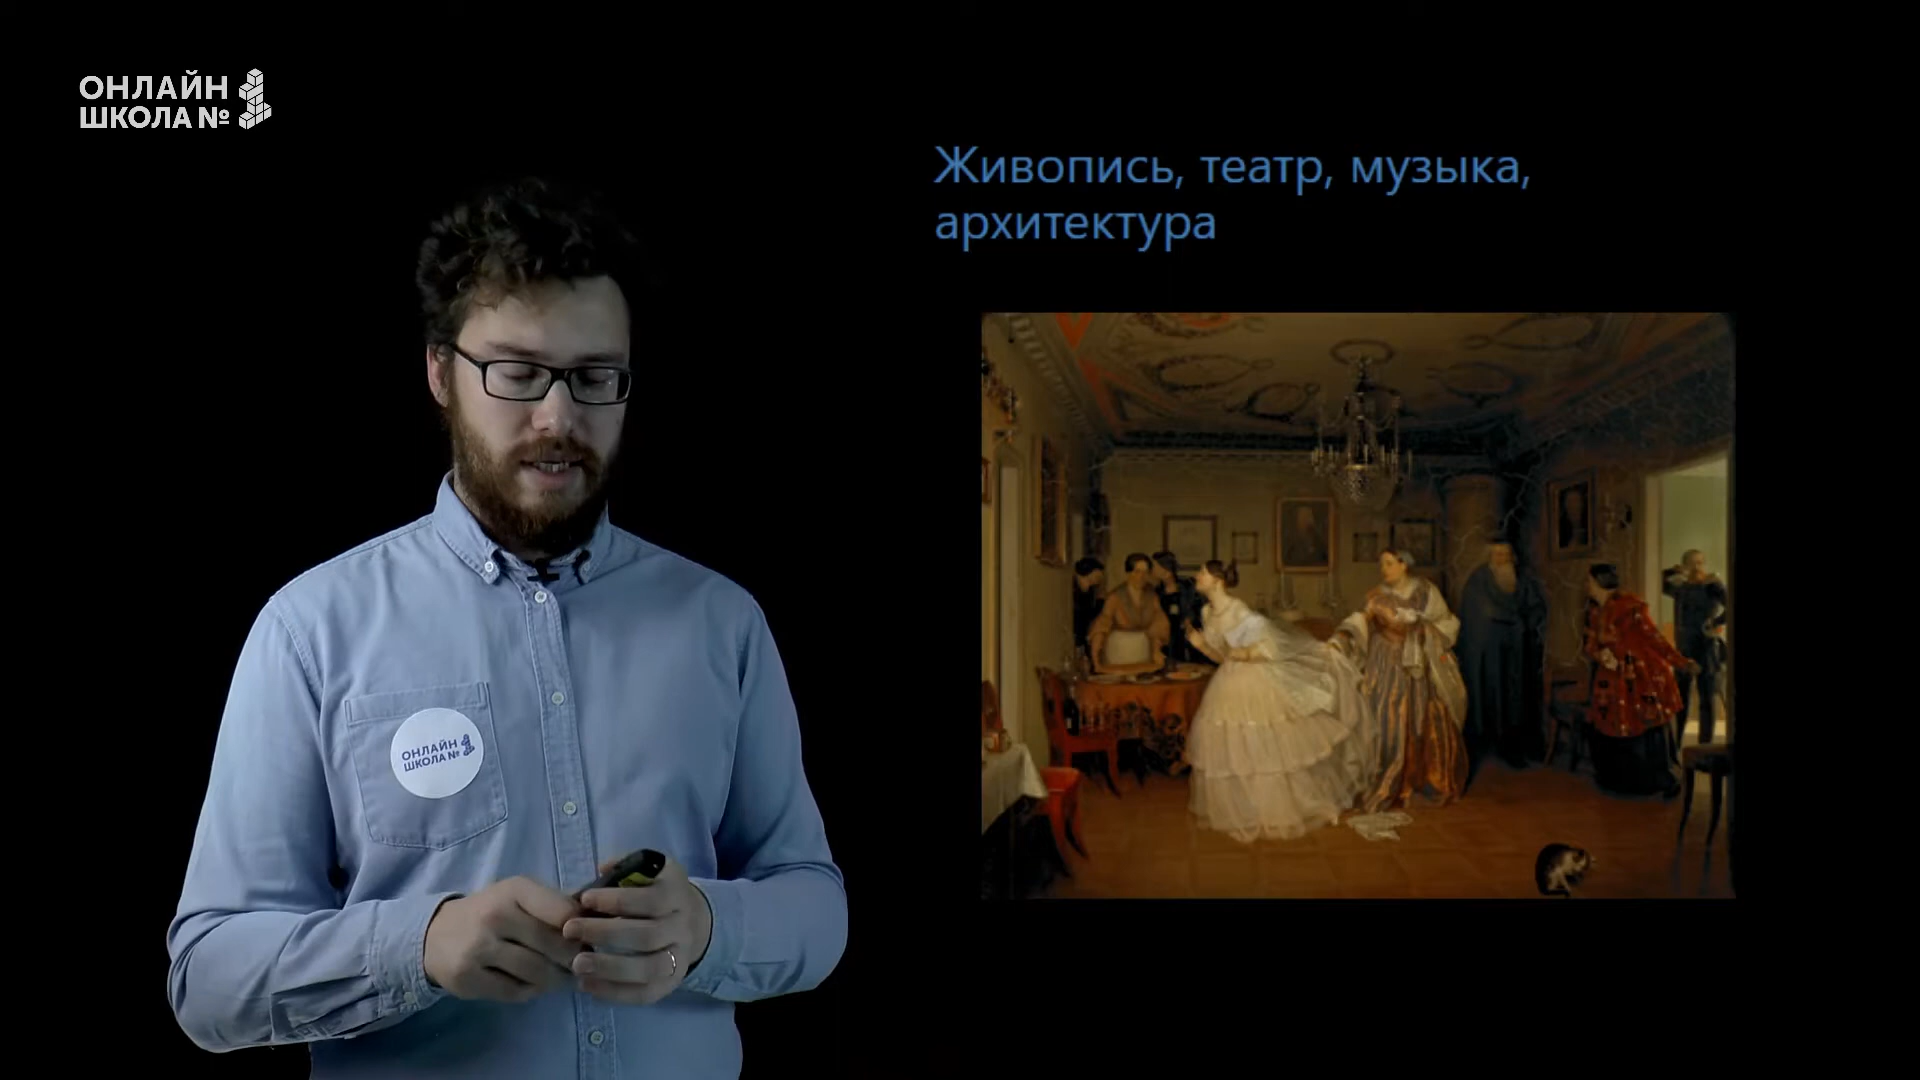 ОНЛАЙН
ШКОЛА №
Живопись, театр, музыка,
архитектура
ОНЛАЙН
ШКОЛА №